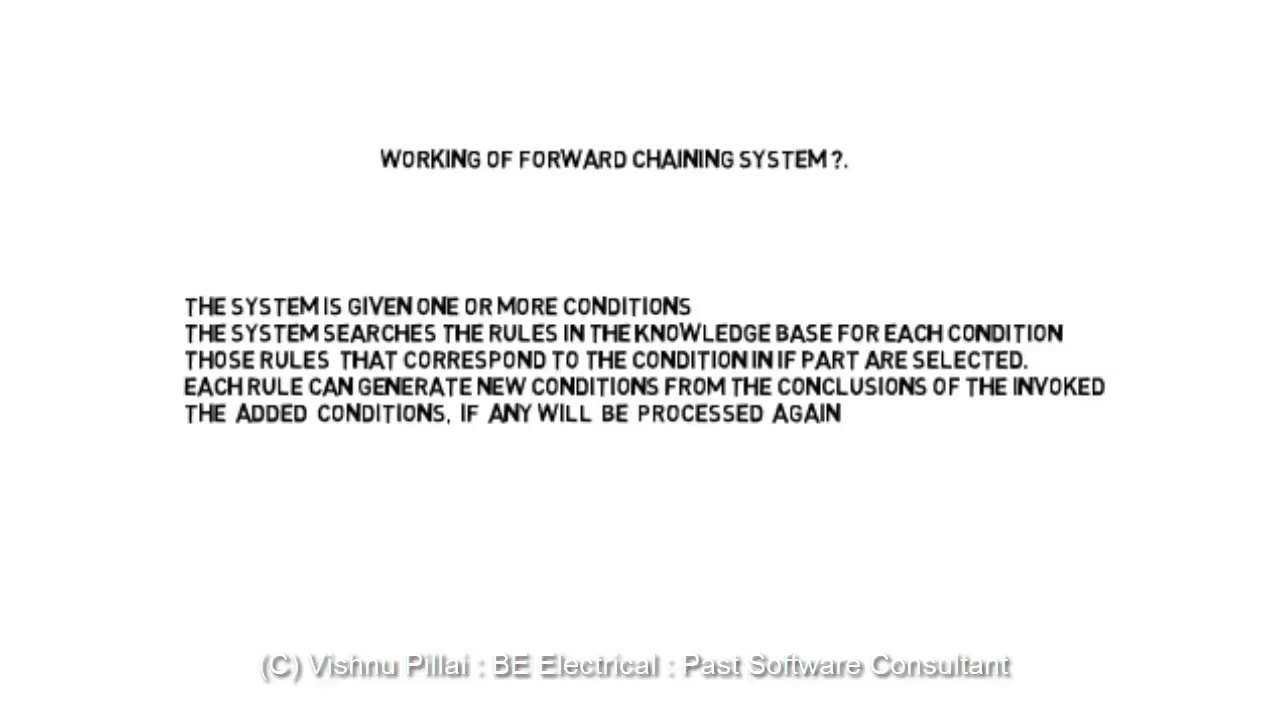 WORKING OF FORWARD CHAINING SYSTEM ?.
THE SYSTEM IS GIVEN ONE OR MORE CONDITIONS
THE SYSTEM SEARCHES THE RULES IN THE KNOWLEDGE BASE FOR EACH CONDITION
THOSE RULES THAT CORRESPOND TO THE CONDITION IN IF PART ARE SELECTED.
EACH RULE CAN GENERATE NEW CONDITIONS FROM THE CONCLUSIONS OF THE INVOKED
THE ADDED CONDITIONS, IF ANY WILL BE PROCESSED AGAIN
(C) Vishnu Pillai : BE Electrical : Past Software Consultant